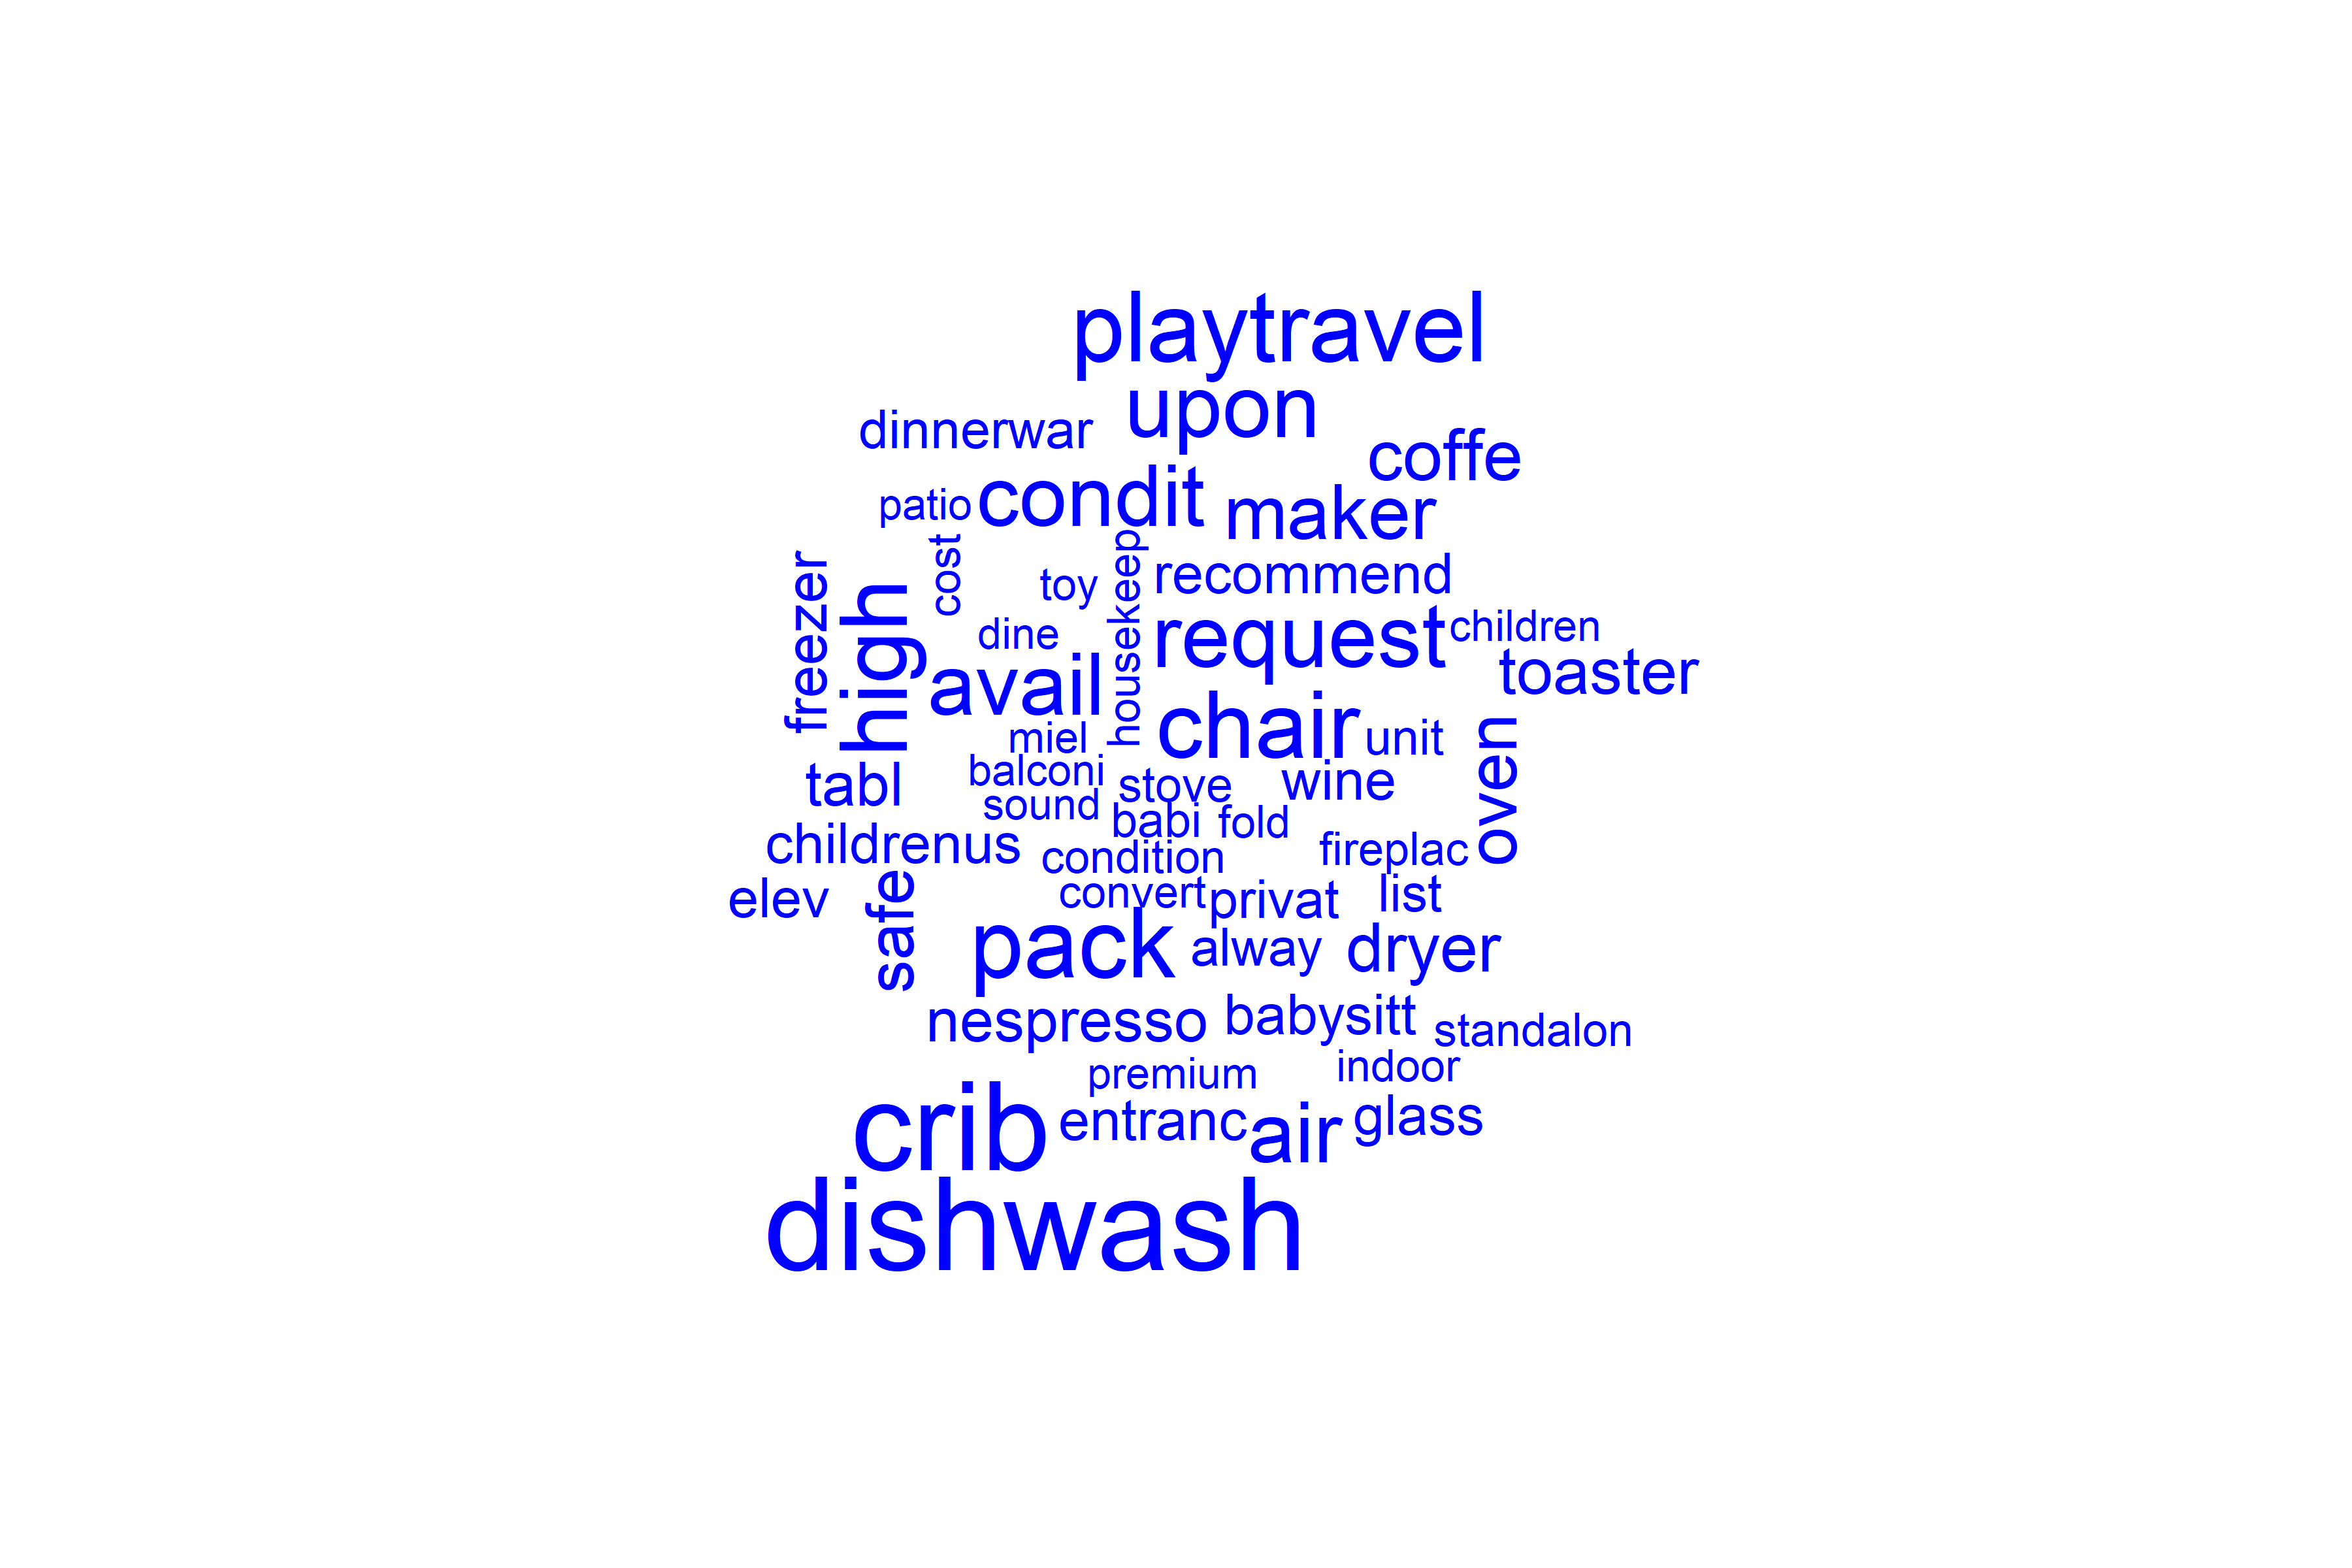 playtravel
upon
dinnerwar
coffe
patio
condit
maker
cost
housekeep
freezer
toy
recommend
high
dine
request
children
avail
toaster
chair
miel
unit
oven
balconi
tabl
sound
stove
wine
babi
fold
childrenus
condition
fireplac
elev
safe
convert
privat
list
pack
alway
dryer
nespresso
babysitt
standalon
premium
indoor
crib
entranc
air
glass
dishwash